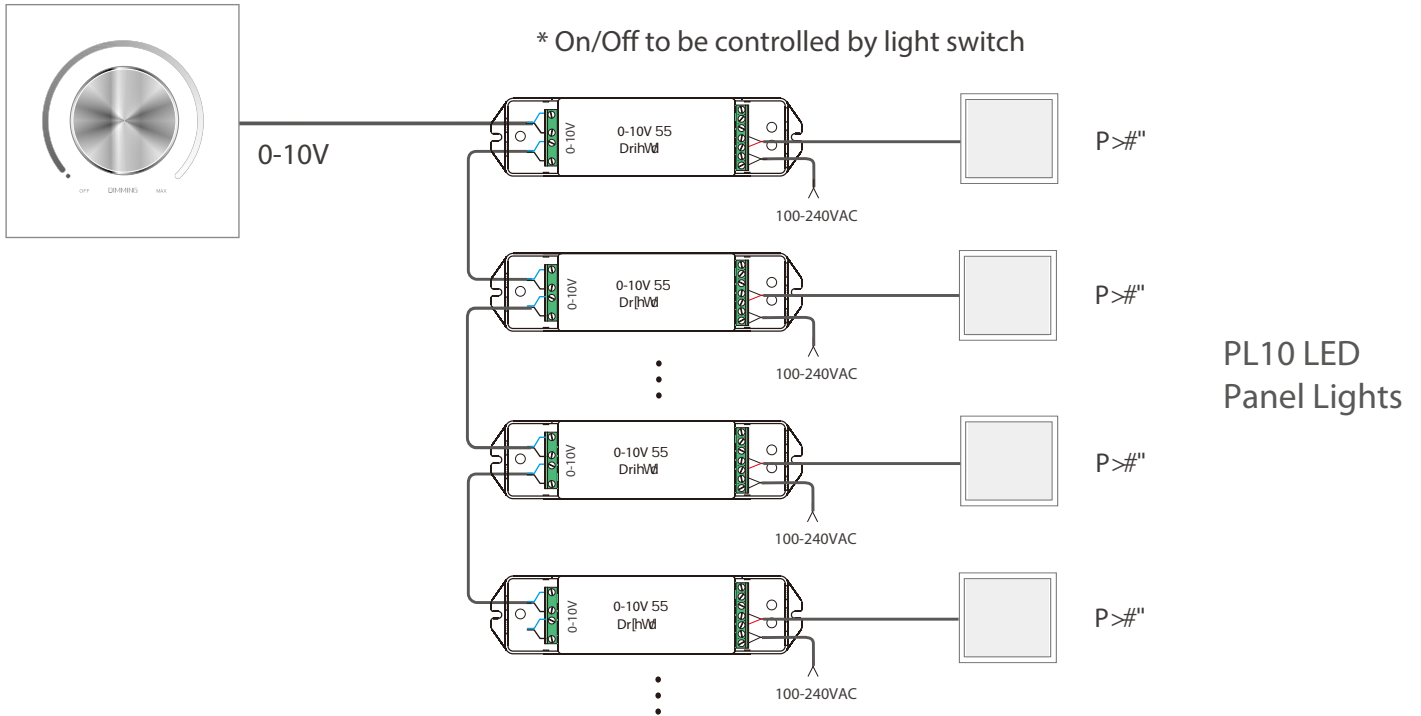 * On/Off to be controlled by light switch
0-10V
OFF DIMMING MAX
0-10V
0-10V 55
100-240VAC
P>#"
0-10V
0-10V 55
100-240VAC
P>#"
PL10 LED
Panel Lights
0-10V
0-10V 55
100-240VAC
P>#"
0-10V
0-10V 55
100-240VAC
P>#"